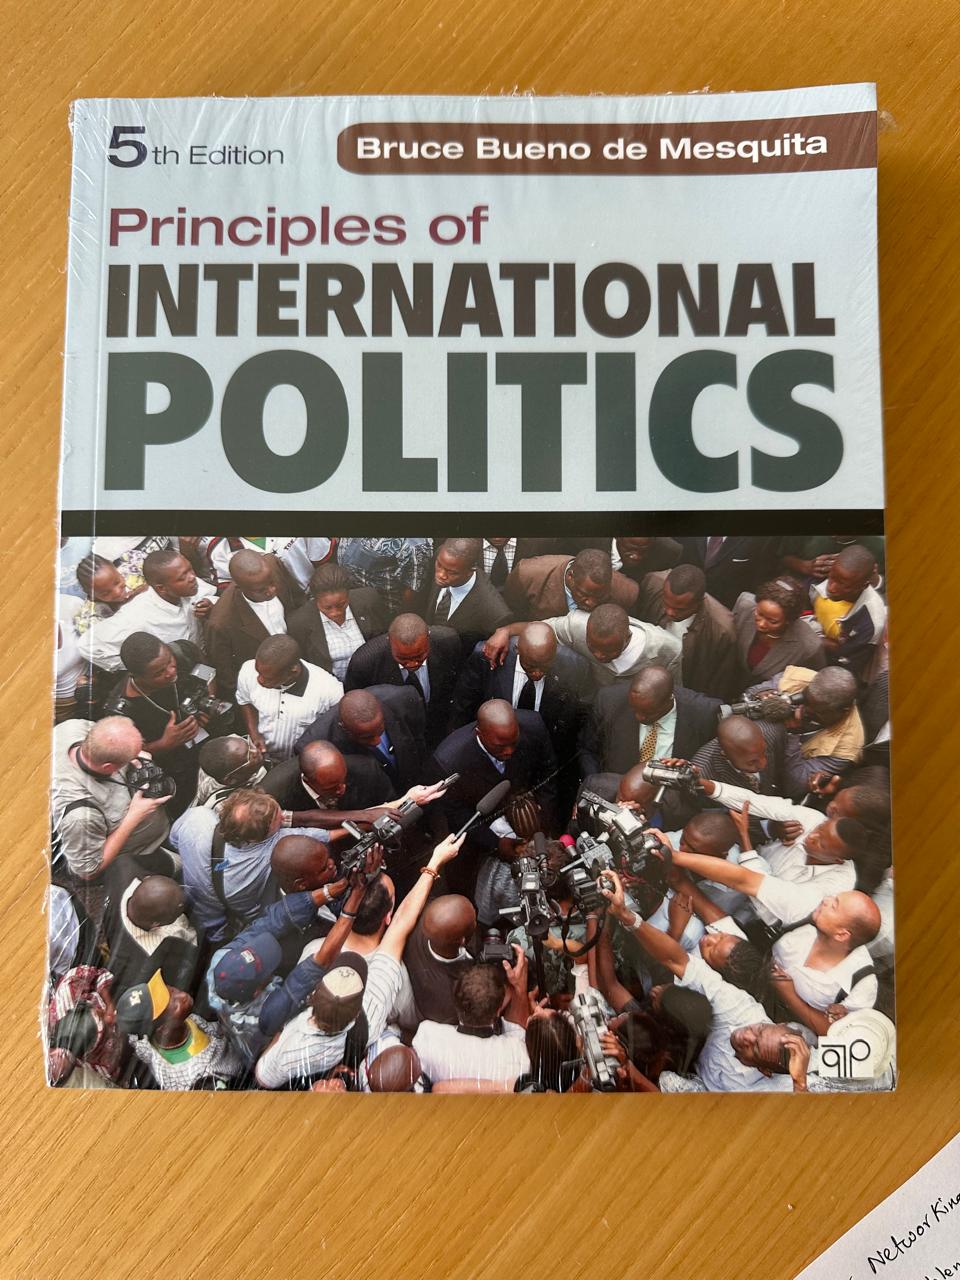 5th Edition
Bruce Bueno de Mesquita
Principles of
INTERNATIONAL
POLITICS